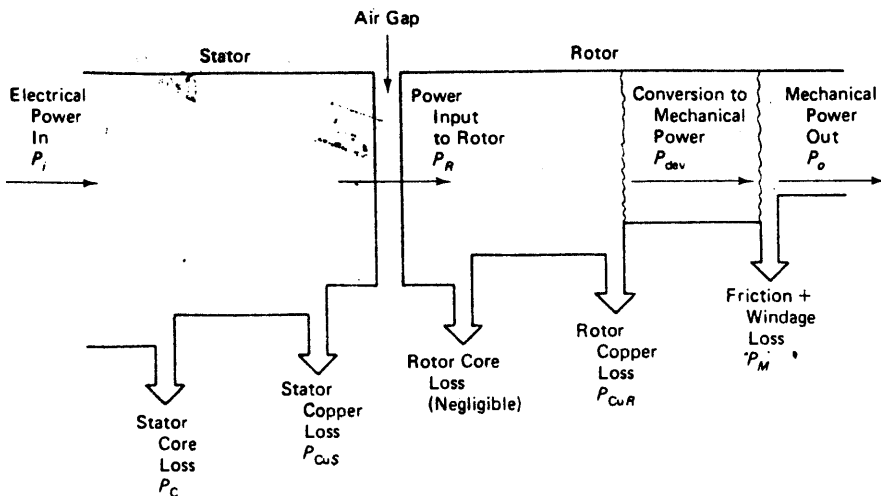 Air Gap
Stator
Rotor
Electrical
Power
In
P_i
Power
Input
to Rotor
P_R
Conversion to
Mechanical
Power
P_dev
Mechanical
Power
Out
P_o
Stator
Core
Loss
P_C
Stator
Copper
Loss
P_CuS
Rotor Core
Loss
(Negligible)
Rotor
Copper
Loss
P_CuR
Friction +
Windage
Loss
P_M